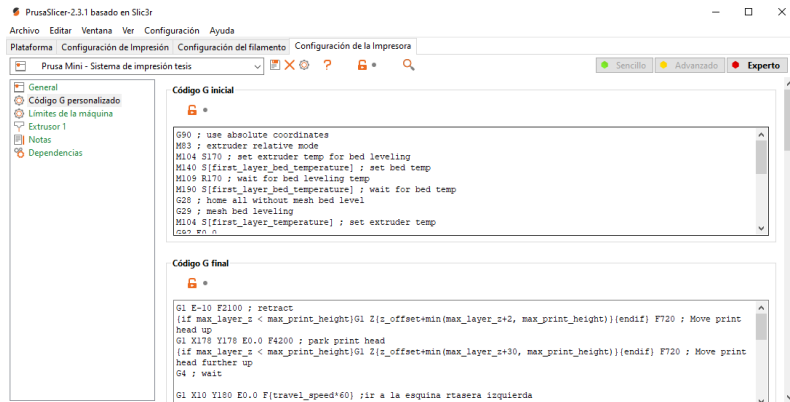 PrusaSlicer-2.3.1 basado en Slic3r
Archivo Editar Ventana Ver Configuración Ayuda
Plataforma Configuración de Impresión Configuración del filamento Configuración de la Impresora
Prusa Mini - Sistema de impresión tesis ? Sencillo Avanzado Experto
General
Código G personalizado
Límites de la máquina
Extrusor 1
Notas
Dependencias
Código G inicial
G90 ; use absolute coordinates
M83 ; extruder relative mode
M104 S170 ; set extruder temp for bed leveling
M140 S[first_layer_bed_temperature] ; set bed temp
M109 R170 ; wait for bed leveling temp
M190 S[first_layer_bed_temperature] ; wait for bed temp
G28 ; home all without mesh bed level
G29 ; mesh bed leveling
M104 S[first_layer_temperature] ; set extruder temp
G92 E0.0
Código G final
G1 E-10 F2100 ; retract
{if max_layer_z < max_print_height}G1 Z{z_offset+min(max_layer_z+2, max_print_height)}{endif} F720 ; Move print
head up
G1 X178 Y178 E0.0 F4200 ; park print head
{if max_layer_z < max_print_height}G1 Z{z_offset+min(max_layer_z+30, max_print_height)}{endif} F720 ; Move print
head further up
G4 ; wait
G1 X10 Y180 E0.0 F{travel_speed*60} ;ir a la esquina rtasera izquierda